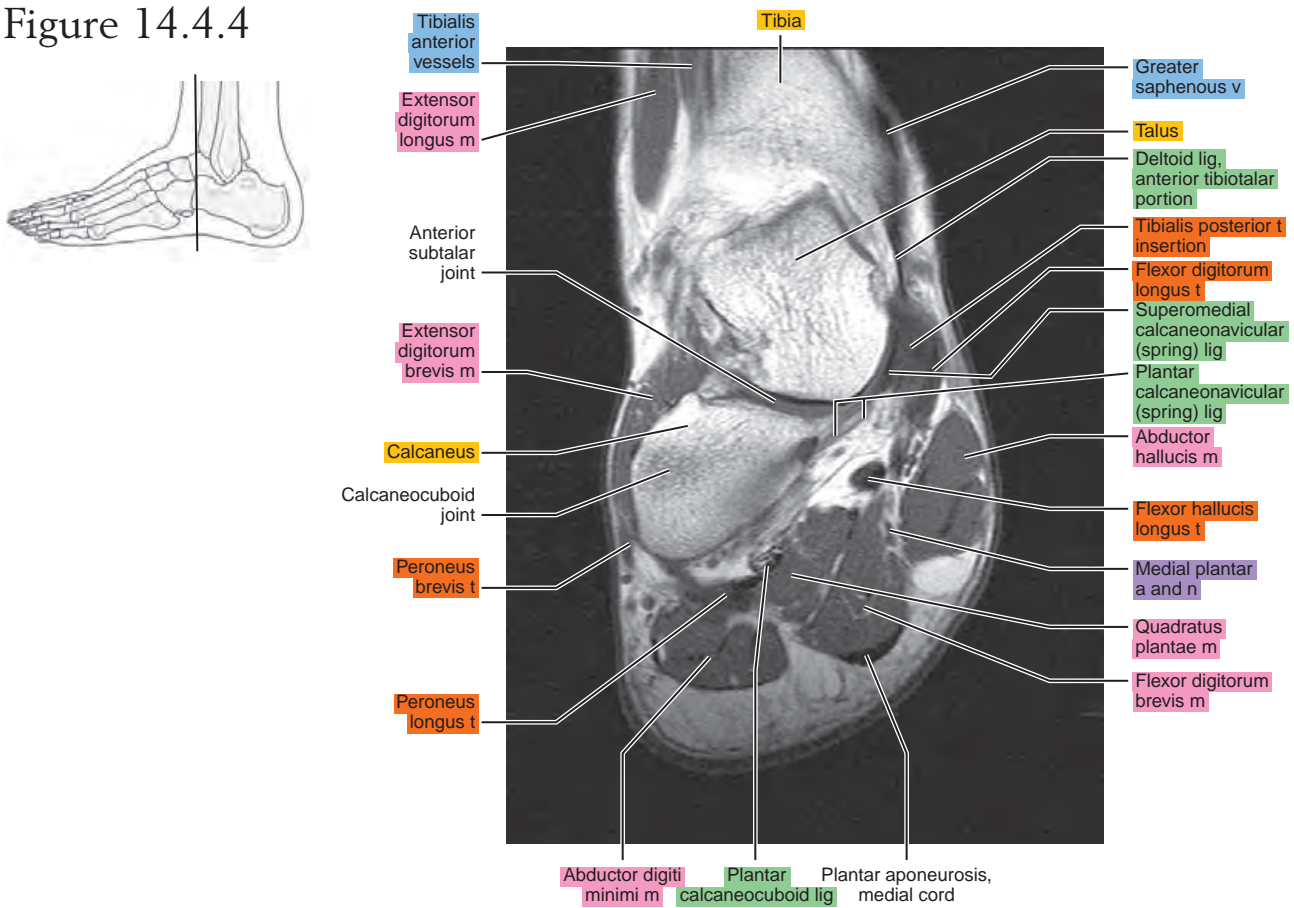 Figure 14.4.4
Tibialis
anterior
vessels
Extensor
digitorum
longus m
Anterior
subtalar
joint
Extensor
digitorum
brevis m
Calcaneus
Calcaneocuboid
joint
Peroneus
brevis t
Peroneus
longus t
Tibia
Greater
saphenous v
Talus
Deltoid lig,
anterior tibiotalar
portion
Tibialis posterior t
insertion
Flexor digitorum
longus t
Superomedial
calcaneonavicular
(spring) lig
Plantar
calcaneonavicular
(spring) lig
Abductor
hallucis m
Flexor hallucis
longus t
Medial plantar
a and n
Quadratus
plantae m
Flexor digitorum
brevis m
Abductor digiti
minimi m
Plantar
calcaneocuboid lig
Plantar aponeurosis,
medial cord